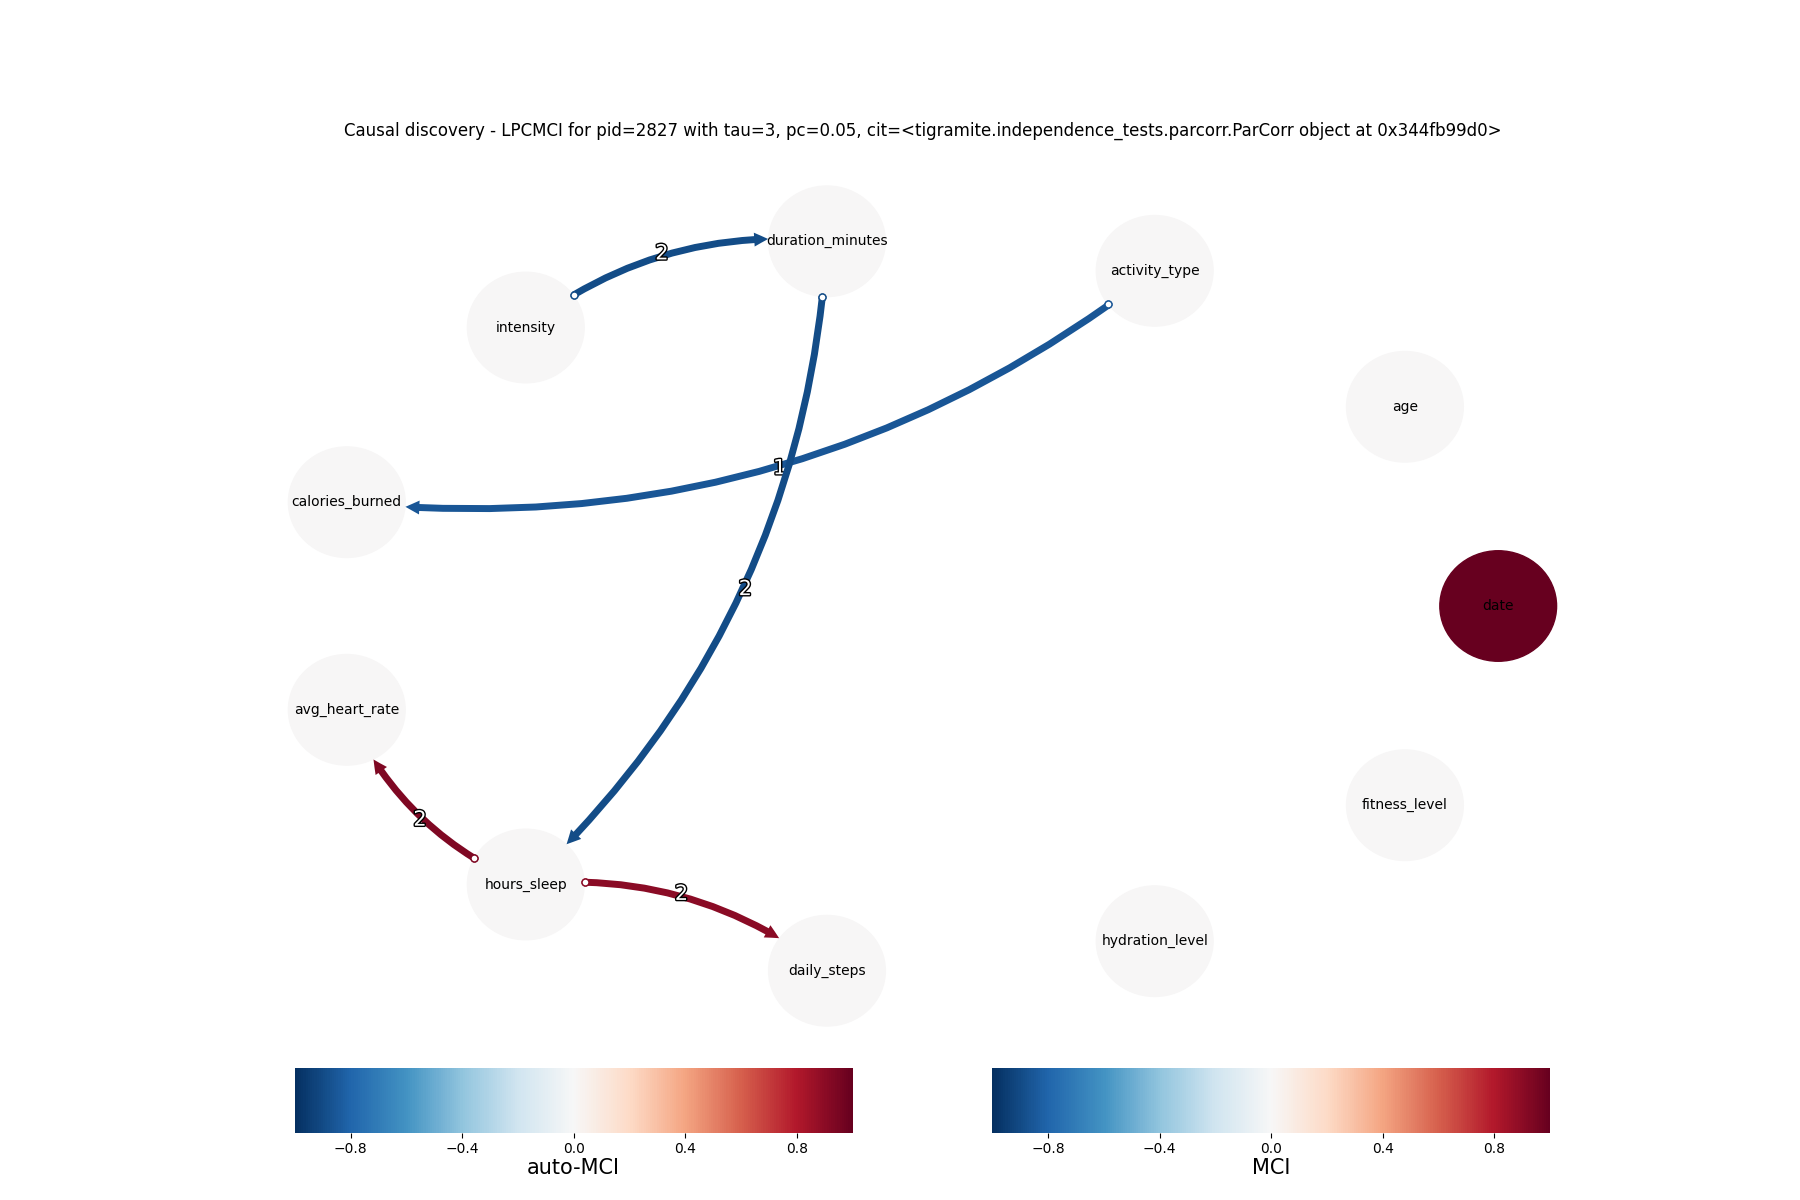 Causal discovery - LPCMCI for pid=2827 with tau=3, pc=0.05, cit=<tigramite.independence_tests.parcorr.ParCorr object at 0x344fb99d0>
duration_minutes
2
activity_type
intensity
age
1
calories_burned
2
date
avg_heart_rate
fitness_level
2
hours_sleep
2
hydration_level
daily_steps
−0.8 −0.4 0.0 0.4 0.8
auto-MCI
−0.8 −0.4 0.0 0.4 0.8
MCI